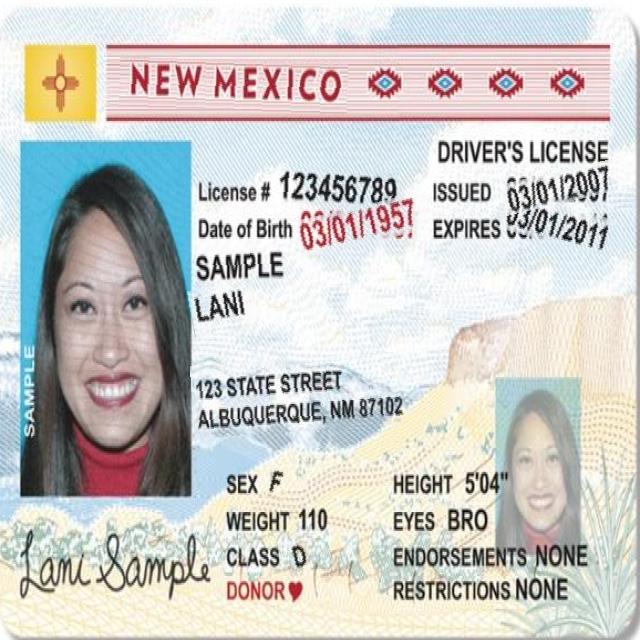 NEW MEXICO
DRIVER'S LICENSE
License # 123456789
ISSUED 03/01/2007
Date of Birth 03/01/1957
EXPIRES 03/01/2011
SAMPLE
LANI
SAMPLE
123 STATE STREET
ALBUQUERQUE, NM 87102
SEX F
HEIGHT 5'04"
WEIGHT 110
EYES BRO
CLASS D
ENDORSEMENTS NONE
DONOR
RESTRICTIONS NONE
Lani Sample